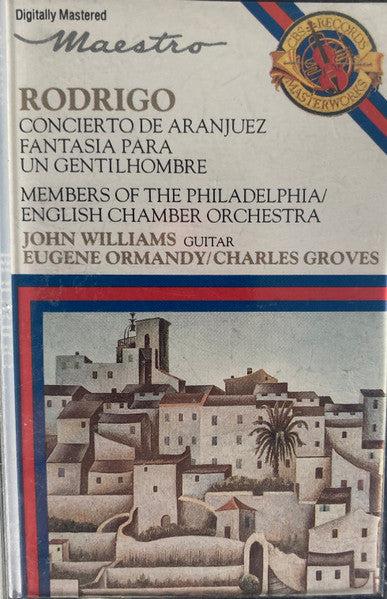 Digitally Mastered
Maestro
CBS RECORDS
MASTERWORKS
RODRIGO
CONCIERTO DE ARANJUEZ
FANTASIA PARA
UN GENTILHOMBRE
MEMBERS OF THE PHILADELPHIA/
ENGLISH CHAMBER ORCHESTRA
JOHN WILLIAMS GUITAR
EUGENE ORMANDY/CHARLES GROVES